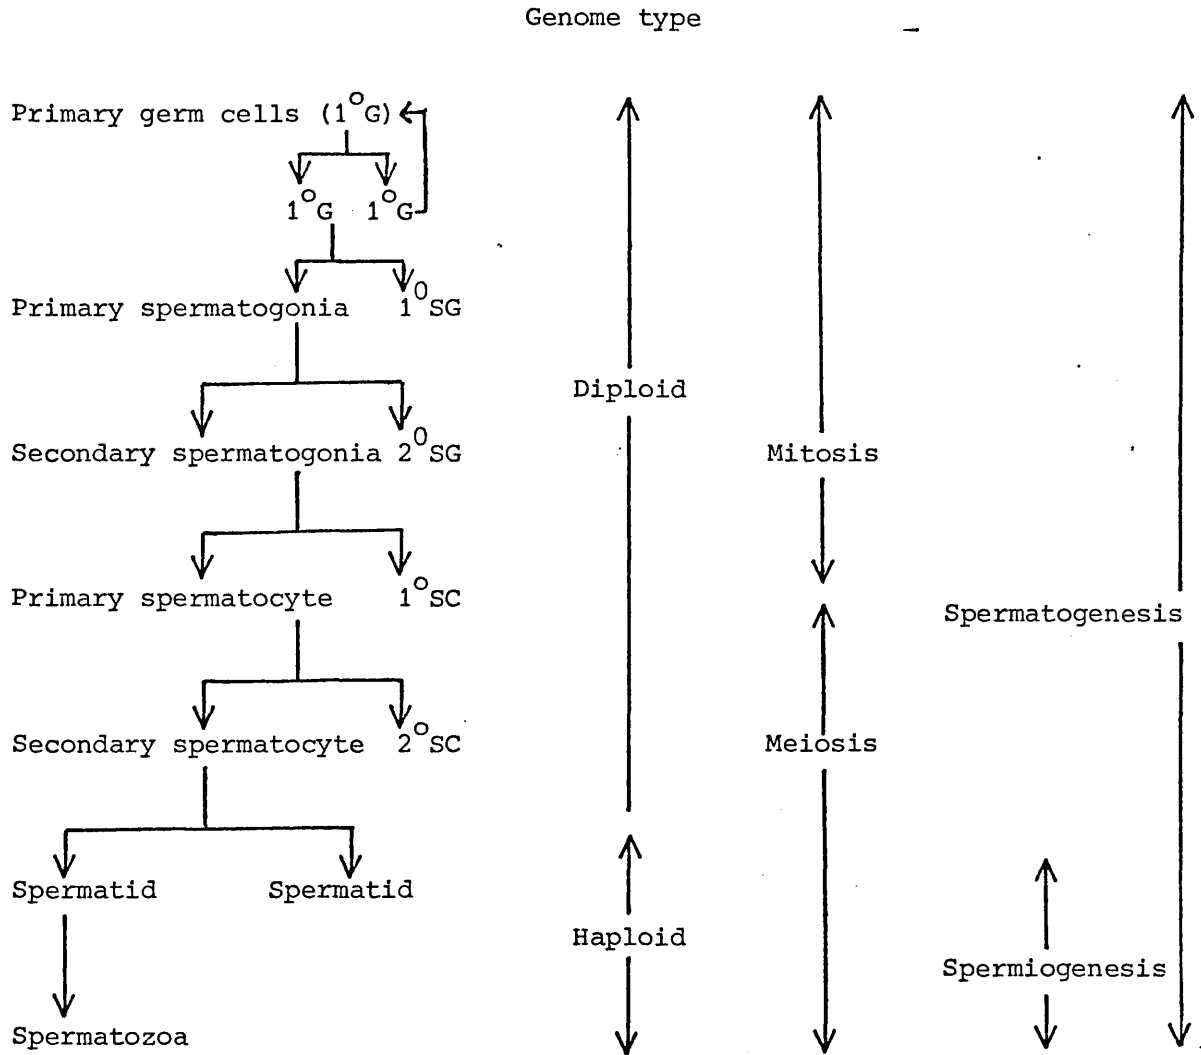 Genome type
Primary germ cells (1°G)
1°G 1°G
Primary spermatogonia 1°SG
Diploid
Secondary spermatogonia 2°SG
Mitosis
Primary spermatocyte 1°SC
Spermatogenesis
Secondary spermatocyte 2°SC
Meiosis
Spermatid Spermatid
Haploid
Spermiogenesis
Spermatozoa